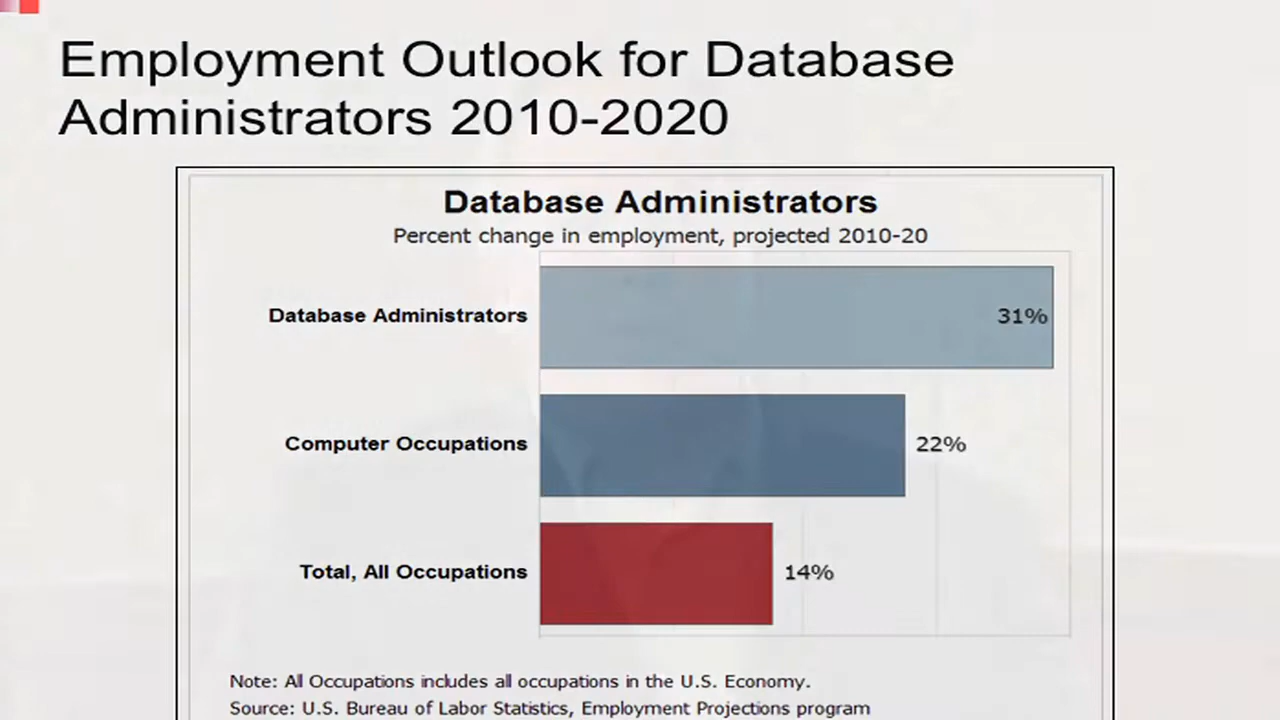 Employment Outlook for Database
Administrators 2010-2020
Database Administrators
Percent change in employment, projected 2010-20
Database Administrators
31%
Computer Occupations
22%
Total, All Occupations
14%
Note: All Occupations includes all occupations in the U.S. Economy.
Source: U.S. Bureau of Labor Statistics, Employment Projections program